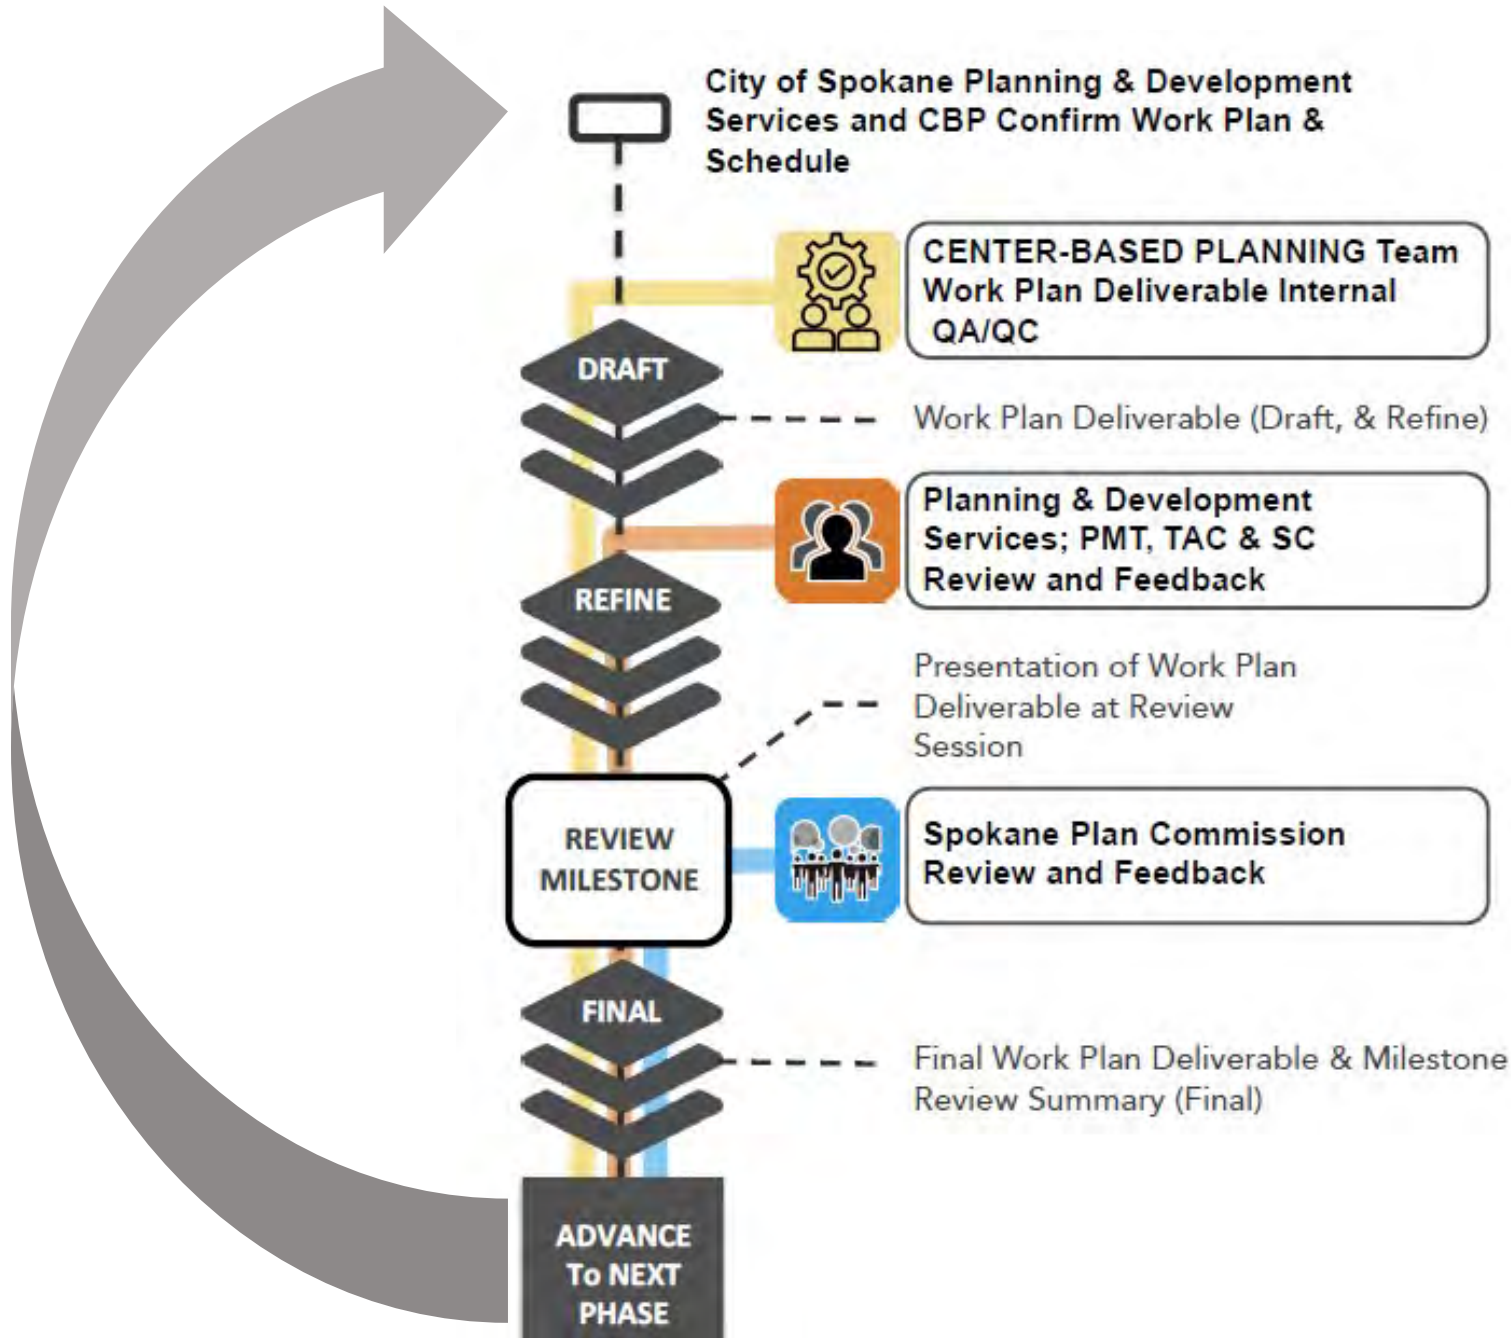 City of Spokane Planning & Development
Services and CBP Confirm Work Plan &
Schedule
CENTER-BASED PLANNING Team
Work Plan Deliverable Internal
QA/QC
DRAFT
Work Plan Deliverable (Draft, & Refine)
Planning & Development
Services; PMT, TAC & SC
Review and Feedback
REFINE
Presentation of Work Plan
Deliverable at Review
Session
REVIEW
MILESTONE
Spokane Plan Commission
Review and Feedback
FINAL
Final Work Plan Deliverable & Milestone
Review Summary (Final)
ADVANCE
To NEXT
PHASE